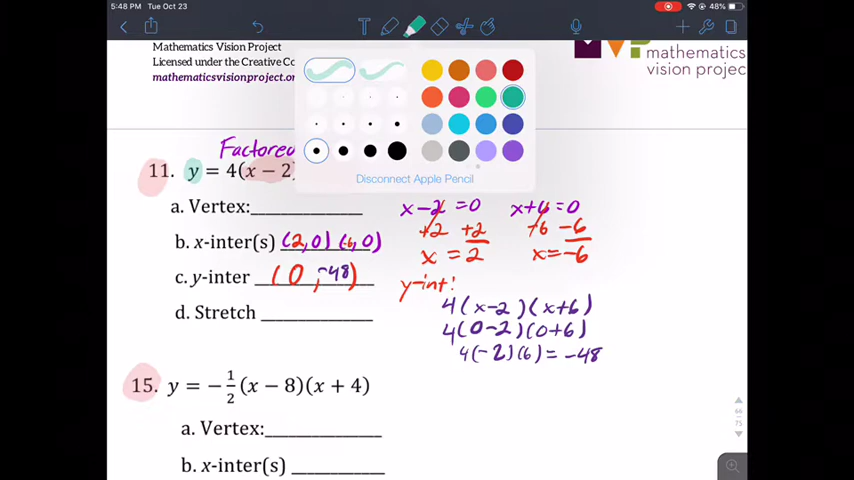 5:48 PM Tue Oct 23 48%
Mathematics Vision Project
Licensed under the Creative Co
mathematicsvisionproject.or
mathematics
vision project
Disconnect Apple Pencil
Factored
11. y = 4(x − 2)
a. Vertex:
b. x-inter(s) (2,0) (-6,0)
c. y-inter (0, -48)
d. Stretch
x-2=0
+2 +2
x = 2
x+6=0
-6 -6
x=-6
y-int:
4(x-2)(x+6)
4(0-2)(0+6)
4(-2)(6)=-48
15. y = −1/2(x − 8)(x + 4)
a. Vertex:
b. x-inter(s)
66
75